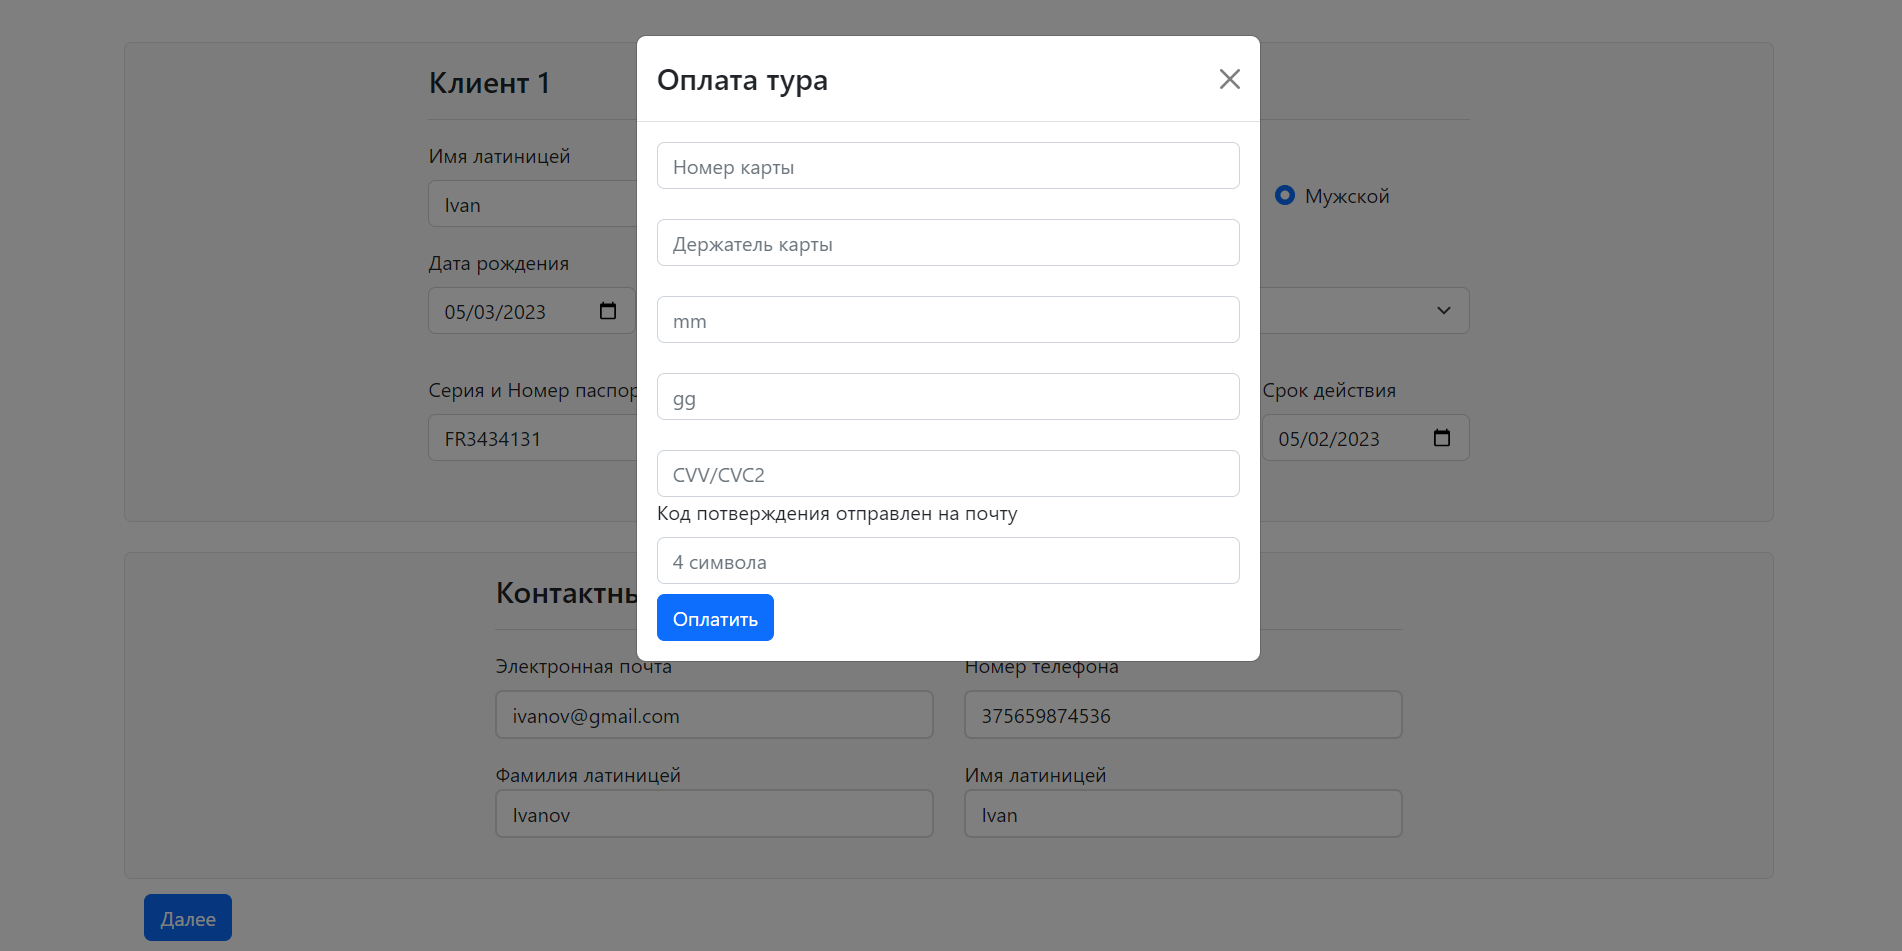 Клиент 1
Имя латиницей
Ivan
Мужской
Дата рождения
05/03/2023
Серия и Номер
FR3434131
Срок действия
05/02/2023
Оплата тура
Номер карты
Держатель карты
mm
gg
CVV/CVC2
Код потверждения отправлен на почту
4 символа
Оплатить
Электронная почта
Номер телефона
ivanov@gmail.com
375659874536
Фамилия латиницей
Имя латиницей
Ivanov
Ivan
Далее